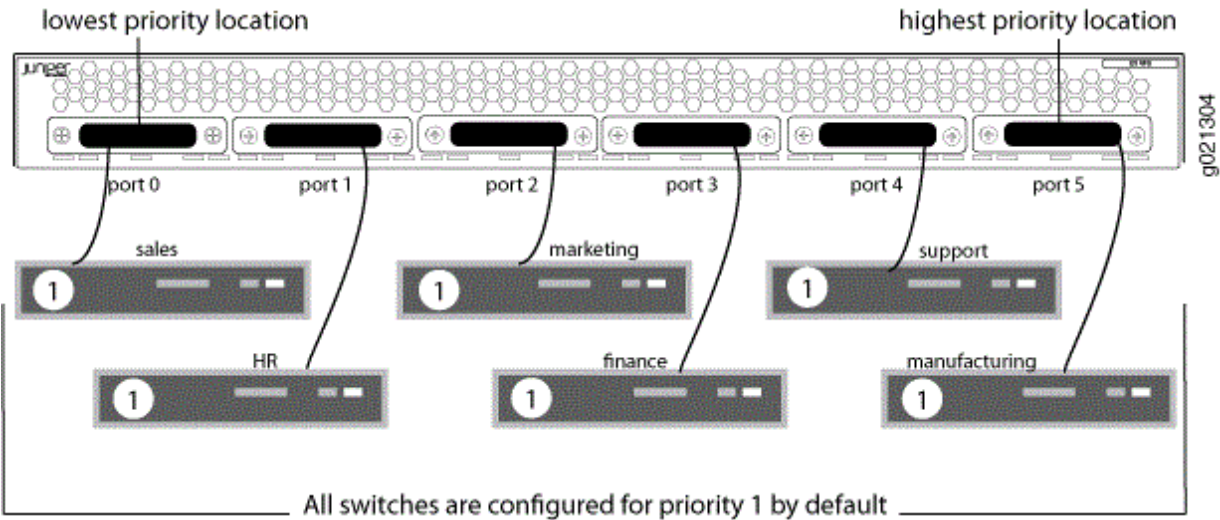 lowest priority location
highest priority location
juniper
port 0
port 1
port 2
port 3
port 4
port 5
g021304
sales
marketing
support
1
1
1
HR
finance
manufacturing
1
1
1
All switches are configured for priority 1 by default